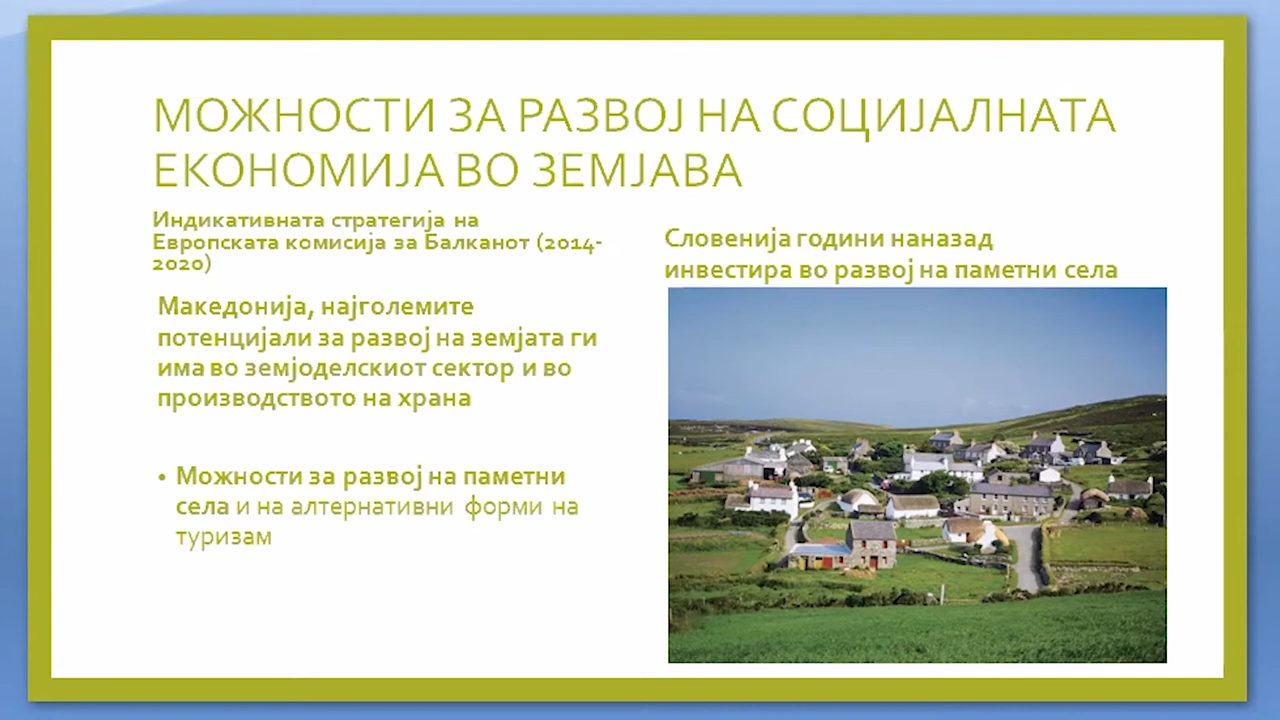 МОЖНОСТИ ЗА РАЗВОЈ НА СОЦИЈАЛНАТА
ЕКОНОМИЈА ВО ЗЕМЈАВА
Индикативната стратегија на
Европската комисија за Балканот (2014-
2020)
Македонија, најголемите
потенцијали за развој на земјата ги
има во земјоделскиот сектор и во
производството на храна
• Можности за развој на паметни
села и на алтернативни форми на
туризам
Словенија години наназад
инвестира во развој на паметни села